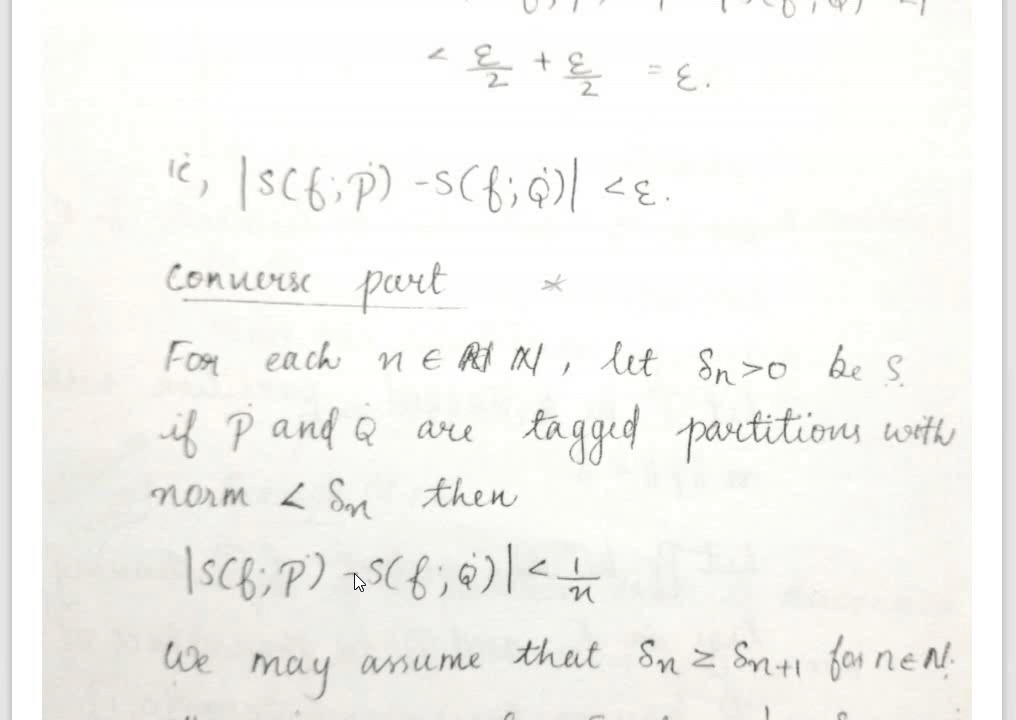 < ε/2 + ε/2 = ε.
ie, |S(f; Ṗ) - S(f; Q̇)| < ε.
Converse part *
For each n ∈ ℕ, let δn > 0 be s.
if Ṗ and Q̇ are tagged partitions with
norm < δn then
|S(f; Ṗ) - S(f; Q̇)| < 1/n
We may assume that δn ≥ δn+1 for n ∈ ℕ.